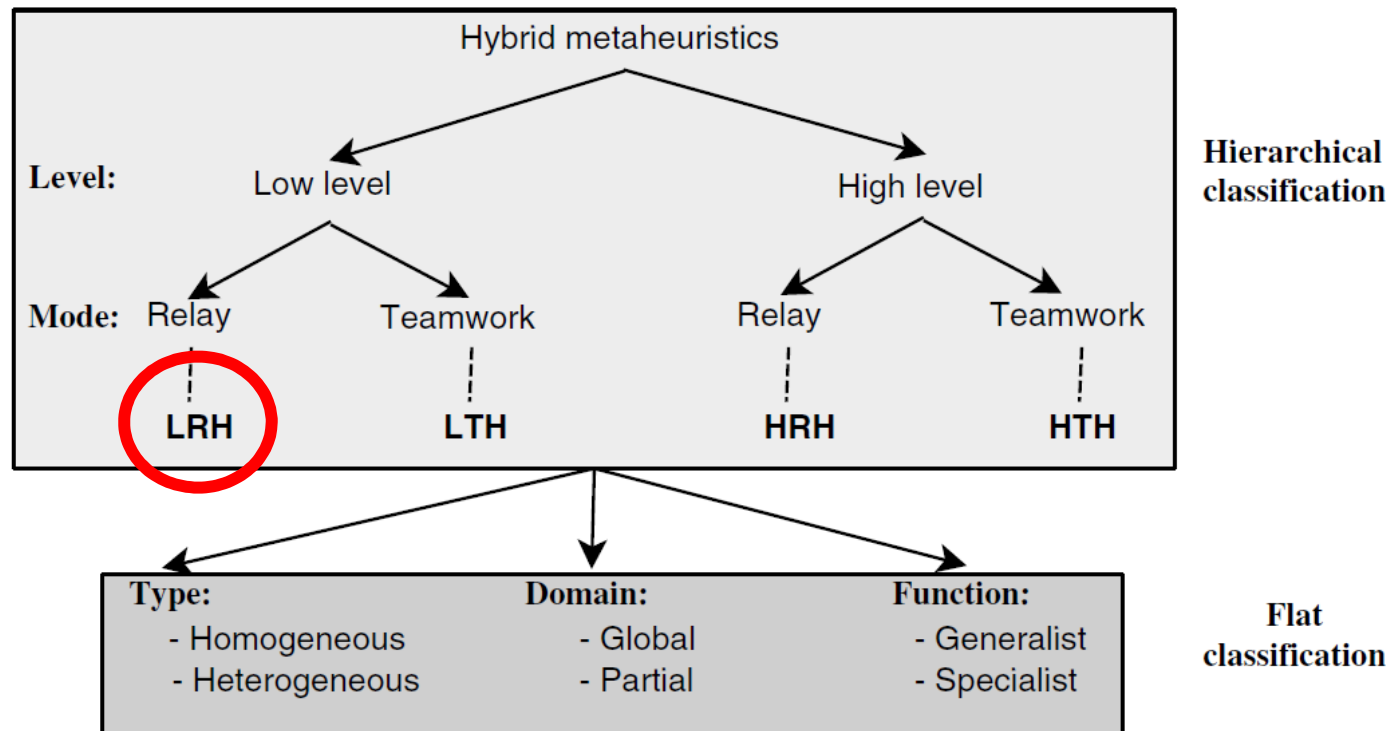 Hybrid metaheuristics
Hierarchical
classification
Level: Low level High level
Mode: Relay Teamwork Relay Teamwork
LRH LTH HRH HTH
Type: Domain: Function:
- Homogeneous - Global - Generalist
- Heterogeneous - Partial - Specialist
Flat
classification